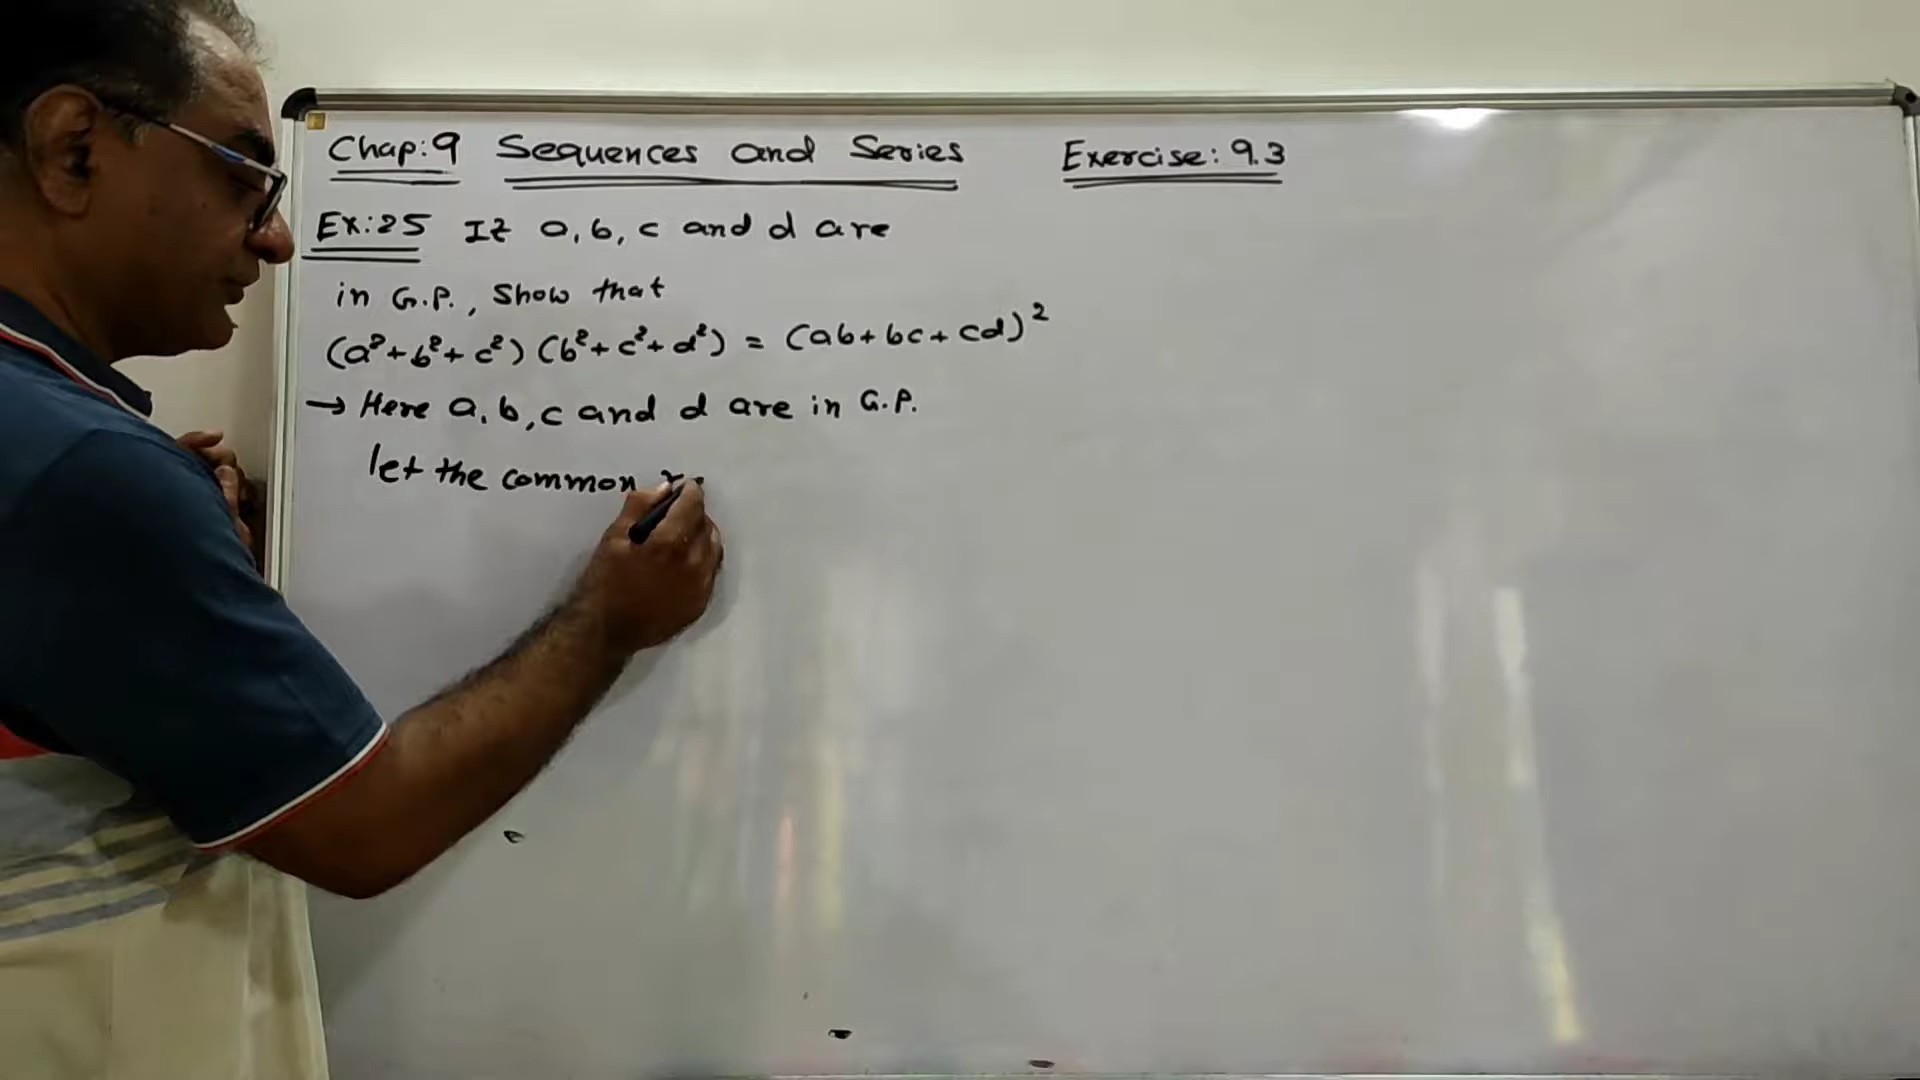 Chap:9 Sequences and Series Exercise: 9.3
Ex:25 If a, b, c and d are
in G.P., Show that
(a²+b²+c²)(b²+c²+d²) = (ab+bc+cd)²
→ Here a, b, c and d are in G.P.
let the common